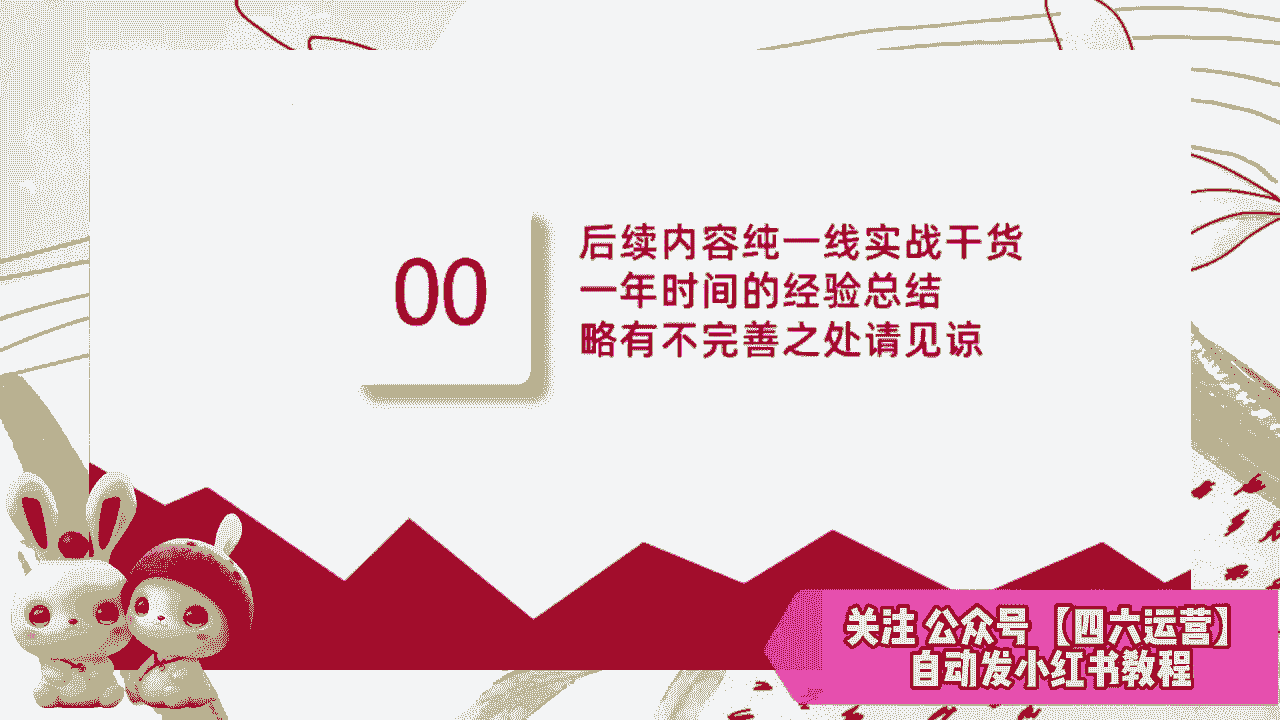 00
后续内容纯一线实战干货
一年时间的经验总结
略有不完善之处请见谅
关注 公众号 【四六运营】
自动发小红书教程